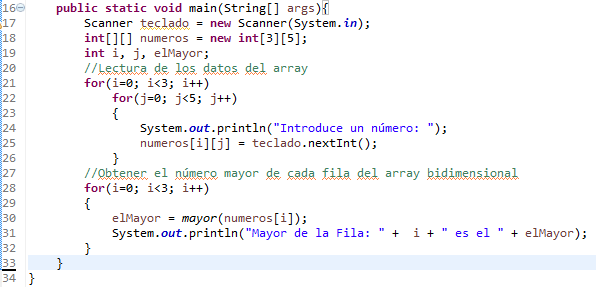 16 public static void main(String[] args){
17 Scanner teclado = new Scanner(System.in);
18 int[][] numeros = new int[3][5];
19 int i, j, elMayor;
20 //Lectura de los datos del array
21 for(i=0; i<3; i++)
22 for(j=0; j<5; j++)
23 {
24 System.out.println("Introduce un número: ");
25 numeros[i][j] = teclado.nextInt();
26 }
27 //Obtener el número mayor de cada fila del array bidimensional
28 for(i=0; i<3; i++)
29 {
30 elMayor = mayor(numeros[i]);
31 System.out.println("Mayor de la Fila: " + i + " es el " + elMayor);
32 }
33 }
34 }